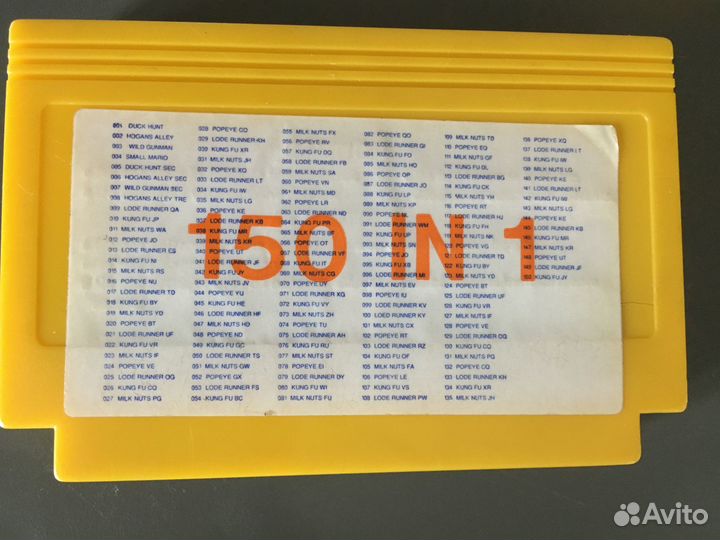 150 IN 1
001 DUCK HUNT
002 HOGANS ALLEY
003 WILD GUNMAN
004 SMALL MARIO
005 DUCK HUNT SEC
006 HOGANS ALLEY SEC
007 WILD GUNMAN SEC
008 HOGANS ALLEY TRE
009 LODE RUNNER QA
010 KUNG FU JP
011 MILK NUTS WA
012 POPEYE JO
013 LODE RUNNER ES
014 KUNG FU NI
015 MILK NUTS RS
016 POPEYE NU
017 LODE RUNNER TD
018 KUNG FU BY
019 MILK NUTS YD
020 POPEYE BT
021 LODE RUNNER UF
022 KUNG FU VR
023 MILK NUTS IF
024 POPEYE VE
025 LODE RUNNER OG
026 KUNG FU CQ
027 MILK NUTS PG
028 POPEYE CO
029 LODE RUNNER KH
030 KUNG FU XR
031 MILK NUTS JH
032 POPEYE XQ
033 LODE RUNNER LT
034 KUNG FU IW
035 MILK NUTS LG
036 POPEYE KE
037 LODE RUNNER KB
038 KUNG FU MR
039 MILK NUTS KR
040 POPEYE UT
041 LODE RUNNER JF
042 KUNG FU JY
043 MILK NUTS JV
044 POPEYE YU
045 KUNG FU HE
046 LODE RUNNER HF
047 MILK NUTS HD
048 POPEYE ND
049 KUNG FU GC
050 LODE RUNNER TS
051 MILK NUTS GW
052 POPEYE GX
053 LODE RUNNER FS
054 KUNG FU BC
055 MILK NUTS FX
056 POPEYE RV
057 KUNG FU DQ
058 LODE RUNNER FB
059 MILK NUTS SA
060 POPEYE VN
061 MILK NUTS MD
062 POPEYE LR
063 LODE RUNNER ND
064 KUNG FU PR
065 MILK NUTS BF
066 POPEYE OT
067 LODE RUNNER VF
068 KUNG FU IT
069 MILK NUTS CG
070 POPEYE UY
071 LODE RUNNER XQ
072 KUNG FU VY
073 MILK NUTS ZH
074 POPEYE TU
075 LODE RUNNER AH
076 KUNG FU RU
077 MILK NUTS ST
078 POPEYE EI
079 LODE RUNNER DY
080 KUNG FU WI
081 MILK NUTS FU
082 POPEYE QO
083 LODE RUNNER GI
084 KUNG FU FO
085 MILK NUTS HO
086 POPEYE OP
087 LODE RUNNER JO
088 KUNG FU LP
089 MILK NUTS KP
090 POPEYE
091 LODE RUNNER WM
092 KUNG FU UP
093 MILK NUTS SN
094 POPEYE JO
095 KUNG FU XB
096 LODE RUNNER MI
097 MILK NUTS EV
098 POPEYE IU
099 LODE RUNNER KV
100 LODE RUNNER KY
101 MILK NUTS CX
102 POPEYE RT
103 LODE RUNNER RZ
104 KUNG FU OF
105 MILK NUTS FA
106 POPEYE LE
107 KUNG FU VS
108 LODE RUNNER PW
109 MILK NUTS TB
110 POPEYE EQ
111 MILK NUTS GF
112 KUNG FU DL
113 LODE RUNNER BG
114 KUNG FU CK
115 MILK NUTS YH
116 POPEYE RT
117 LODE RUNNER HJ
118 KUNG FU FH
119 MILK NUTS NK
120 POPEYE VG
121 LODE RUNNER TD
122 KUNG FU BY
123 MILK NUTS YD
124 POPEYE BT
125 LODE RUNNER UF
126 KUNG FU VR
127 MILK NUTS IF
128 POPEYE VE
129 LODE RUNNER OG
130 KUNG FU CQ
131 MILK NUTS PG
132 POPEYE CQ
133 LODE RUNNER KH
134 KUNG FU XR
135 MILK NUTS JH
136 POPEYE XQ
137 LODE RUNNER LT
138 KUNG FU IW
139 MILK NUTS LG
140 POPEYE KE
141 LODE RUNNER LT
142 KUNG FU IW
143 MILK NUTS LG
144 POPEYE KE
145 LODE RUNNER KB
146 KUNG FU MR
147 MILK NUTS KR
148 POPEYE UT
149 LODE RUNNER JF
150 KUNG FU JY
Avito